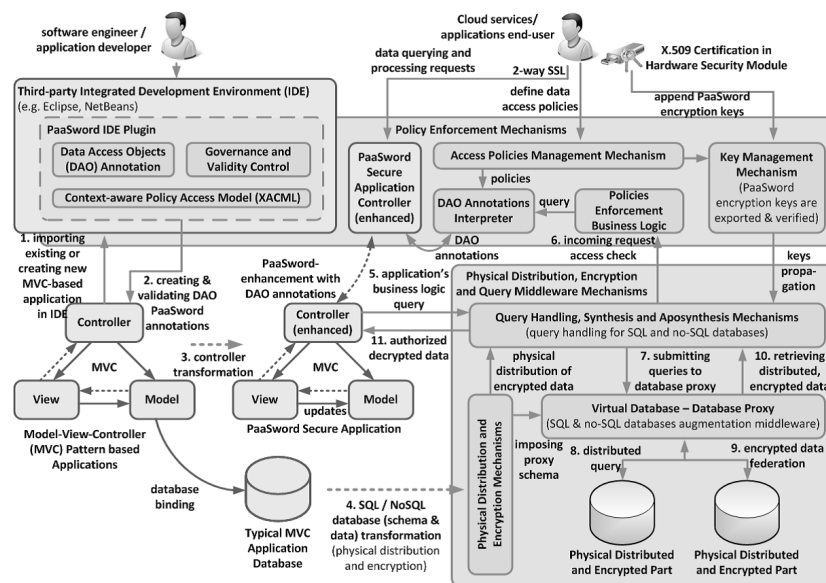 software engineer /
application developer
Cloud services/
applications end-user
X.509 Certification in
Hardware Security Module
data querying and
processing requests
2-way SSL
define data
access policies
append PaaSword
encryption keys
Third-party Integrated Development Environment (IDE)
(e.g. Eclipse, NetBeans)
PaaSword IDE Plugin
Data Access Objects
(DAO) Annotation
Governance and
Validity Control
Context-aware Policy Access Model (XACML)
Policy Enforcement Mechanisms
PaaSword
Secure
Application
Controller
(enhanced)
Access Policies Management Mechanism
policies
DAO Annotations
Interpreter
query
Policies
Enforcement
Business Logic
Key Management
Mechanism
(PaaSword
encryption keys are
exported & verified)
1. importing
existing or
creating new
MVC-based
application
in IDE
2. creating &
validating DAO
PaaSword
annotations
PaaSword-
enhancement with
DAO annotations
DAO
annotations
5. application's
business logic
query
6. incoming request
access check
keys
propa-
gation
Physical Distribution, Encryption
and Query Middleware Mechanisms
Controller
MVC
View
Model
3. controller
transformation
Controller
(enhanced)
MVC
View
updates
Model
11. authorized
decrypted data
Query Handling, Synthesis and Aposynthesis Mechanisms
(query handling for SQL and no-SQL databases)
physical
distribution of
encrypted data
7. submitting
queries to
database proxy
10. retrieving
distributed,
encrypted data
Virtual Database – Database Proxy
(SQL & no-SQL databases augmentation middleware)
Model-View-Controller
(MVC) Pattern based
Applications
PaaSword Secure Application
Physical Distribution and
Encryption Mechanisms
imposing
proxy
schema
8. distributed
query
9. encrypted data
federation
database
binding
Typical MVC
Application
Database
4. SQL / NoSQL
database (schema &
data) transformation
(physical distribution
and encryption)
Physical Distributed
and Encrypted Part
Physical Distributed
and Encrypted Part